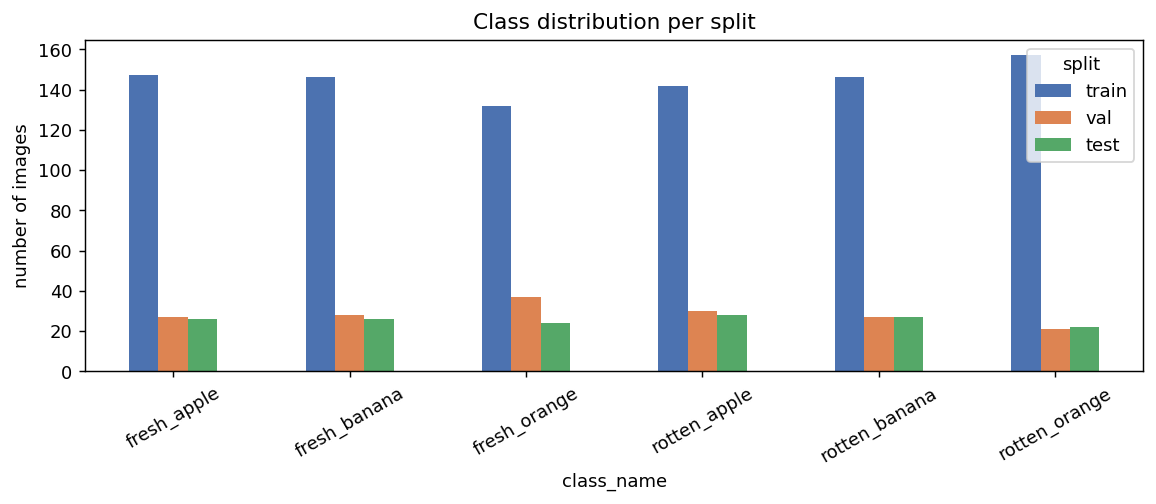 Class distribution per split
number of images
160
140
120
100
80
60
40
20
0
split
train
val
test
fresh_apple
fresh_banana
fresh_orange
rotten_apple
rotten_banana
rotten_orange
class_name